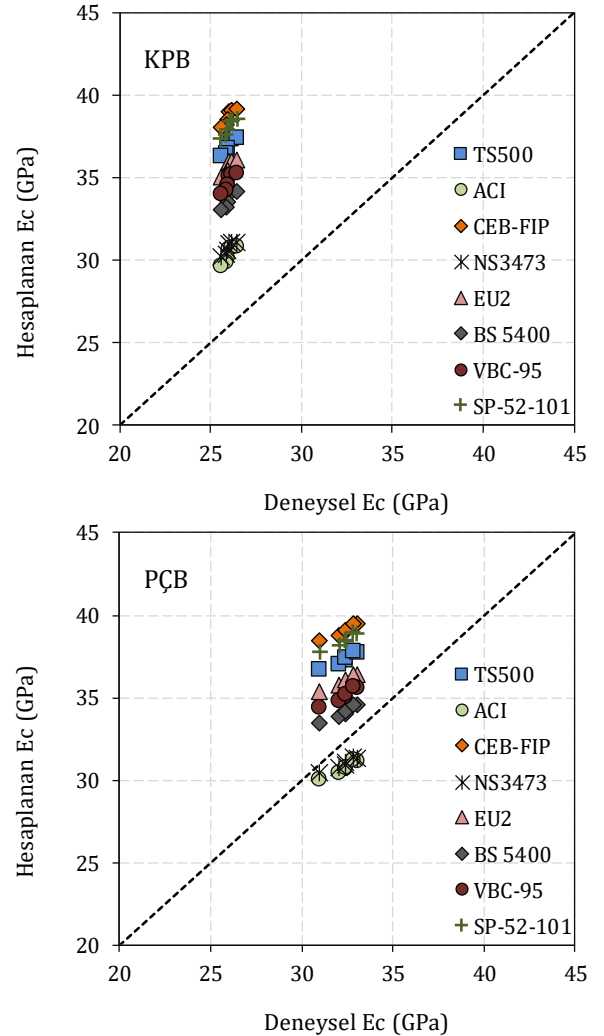 45
KPB
40
35
30
25
20
Hesaplanan Ec (GPa)
TS500
ACI
CEB-FIP
NS3473
EU2
BS 5400
VBC-95
SP-52-101
20 25 30 35 40 45
Deneysel Ec (GPa)
45
PÇB
40
35
30
25
20
Hesaplanan Ec (GPa)
TS500
ACI
CEB-FIP
NS3473
EU2
BS 5400
VBC-95
SP-52-101
20 25 30 35 40 45
Deneysel Ec (GPa)